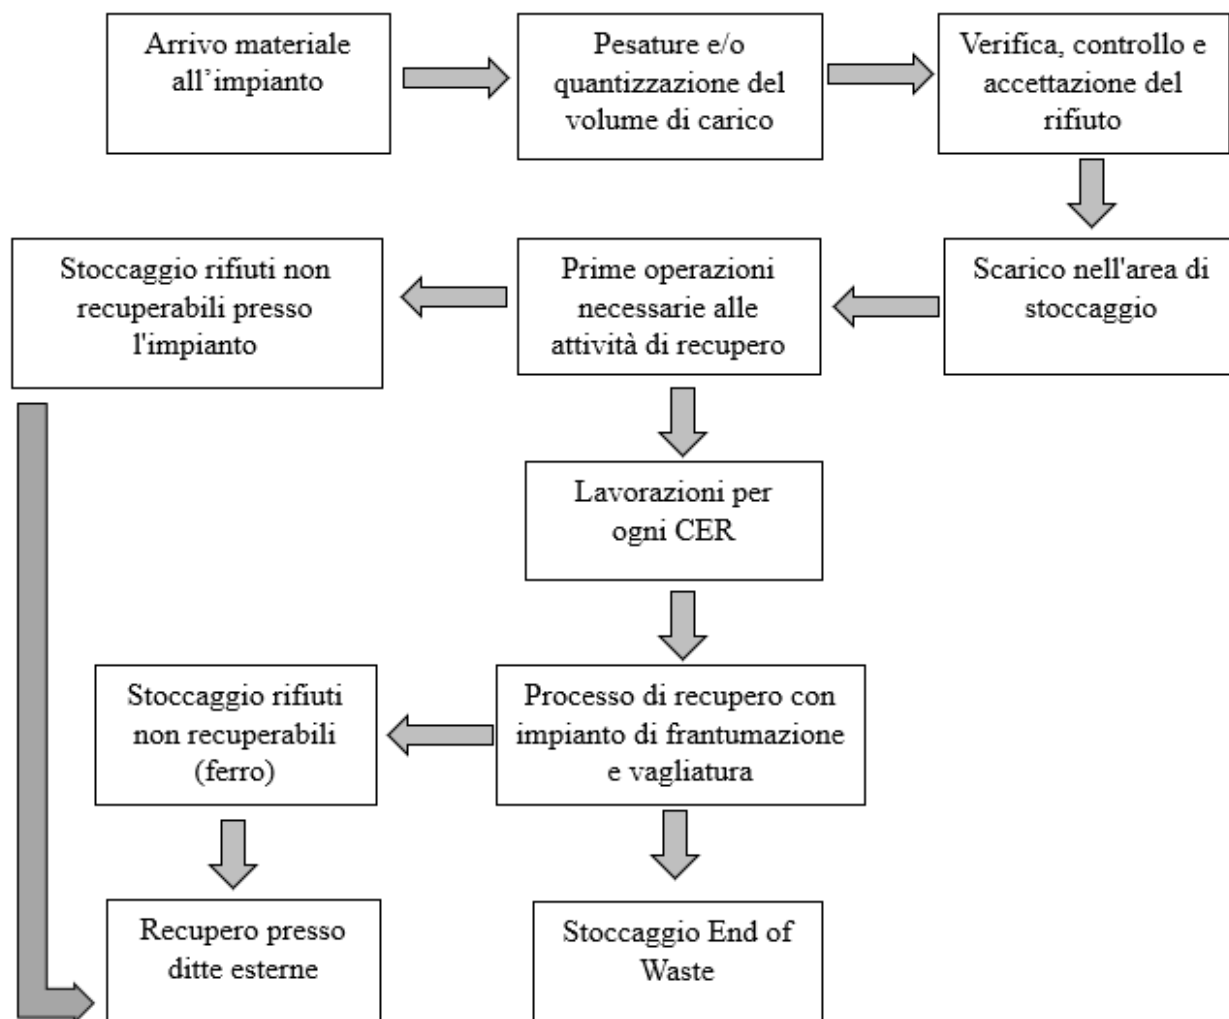 Arrivo materiale
all’impianto
Pesature e/o
quantizzazione del
volume di carico
Verifica, controllo e
accettazione del
rifiuto
Stoccaggio rifiuti non
recuperabili presso
l'impianto
Prime operazioni
necessarie alle
attività di recupero
Scarico nell'area di
stoccaggio
Lavorazioni per
ogni CER
Stoccaggio rifiuti
non recuperabili
(ferro)
Processo di recupero con
impianto di frantumazione
e vagliatura
Recupero presso
ditte esterne
Stoccaggio End of
Waste